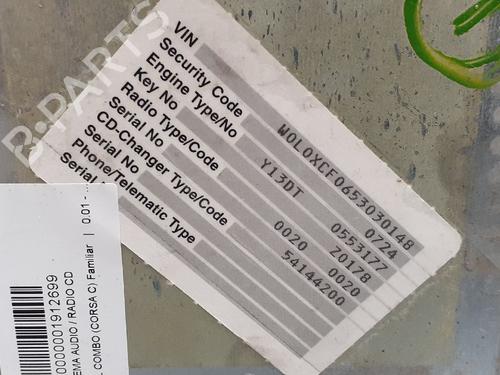 B-PARTS
VIN W0L0XCF0653030148
Security Code 0724
Engine Type/No Y13DT 0553177
Key No Z0178
Radio Type/Code 0020 0020
Serial No 54144200
CD-Changer Type/Code
Serial No
Phone/Telematic Type
Serial
0000001912699
EMA AUDIO / RADIO CD
L COMBO (CORSA C) Familiar | 0.01 - ...